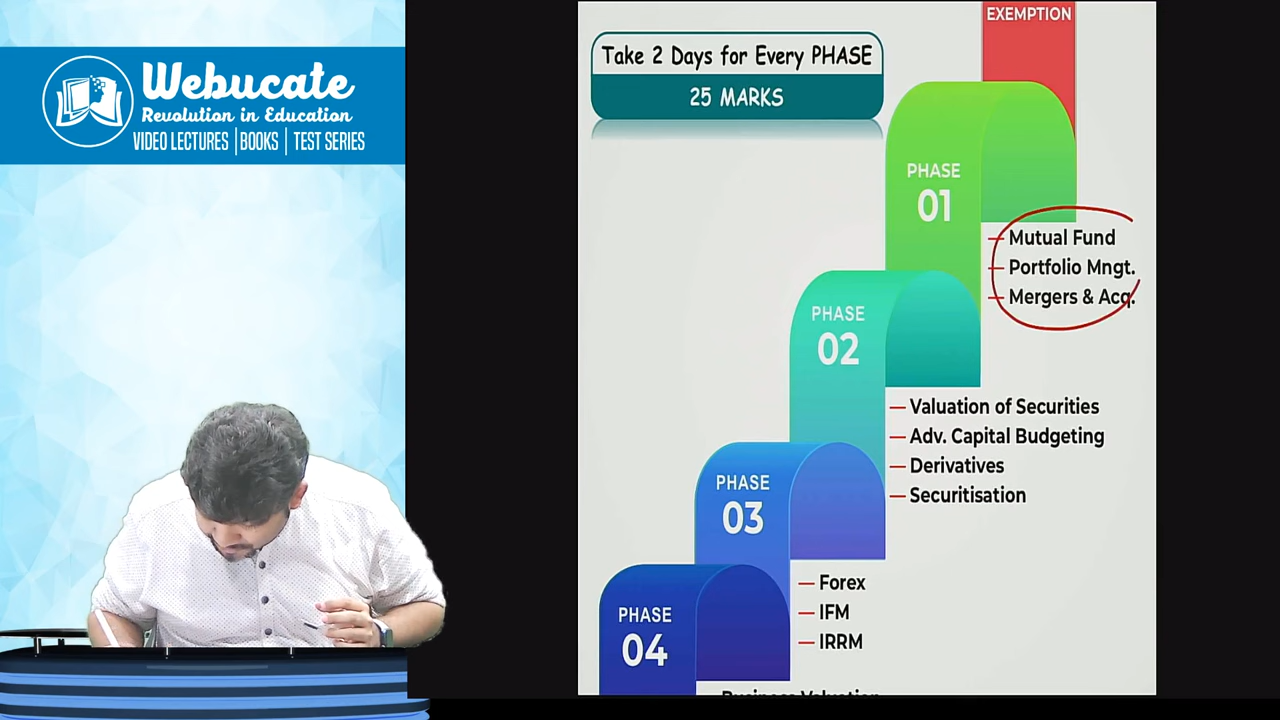 Webucate
Revolution in Education
VIDEO LECTURES | BOOKS | TEST SERIES
Take 2 Days for Every PHASE
25 MARKS
EXEMPTION
PHASE
01
Mutual Fund
Portfolio Mngt.
Mergers & Acq.
PHASE
02
Valuation of Securities
Adv. Capital Budgeting
Derivatives
Securitisation
PHASE
03
Forex
IFM
IRRM
PHASE
04
Business Valuation